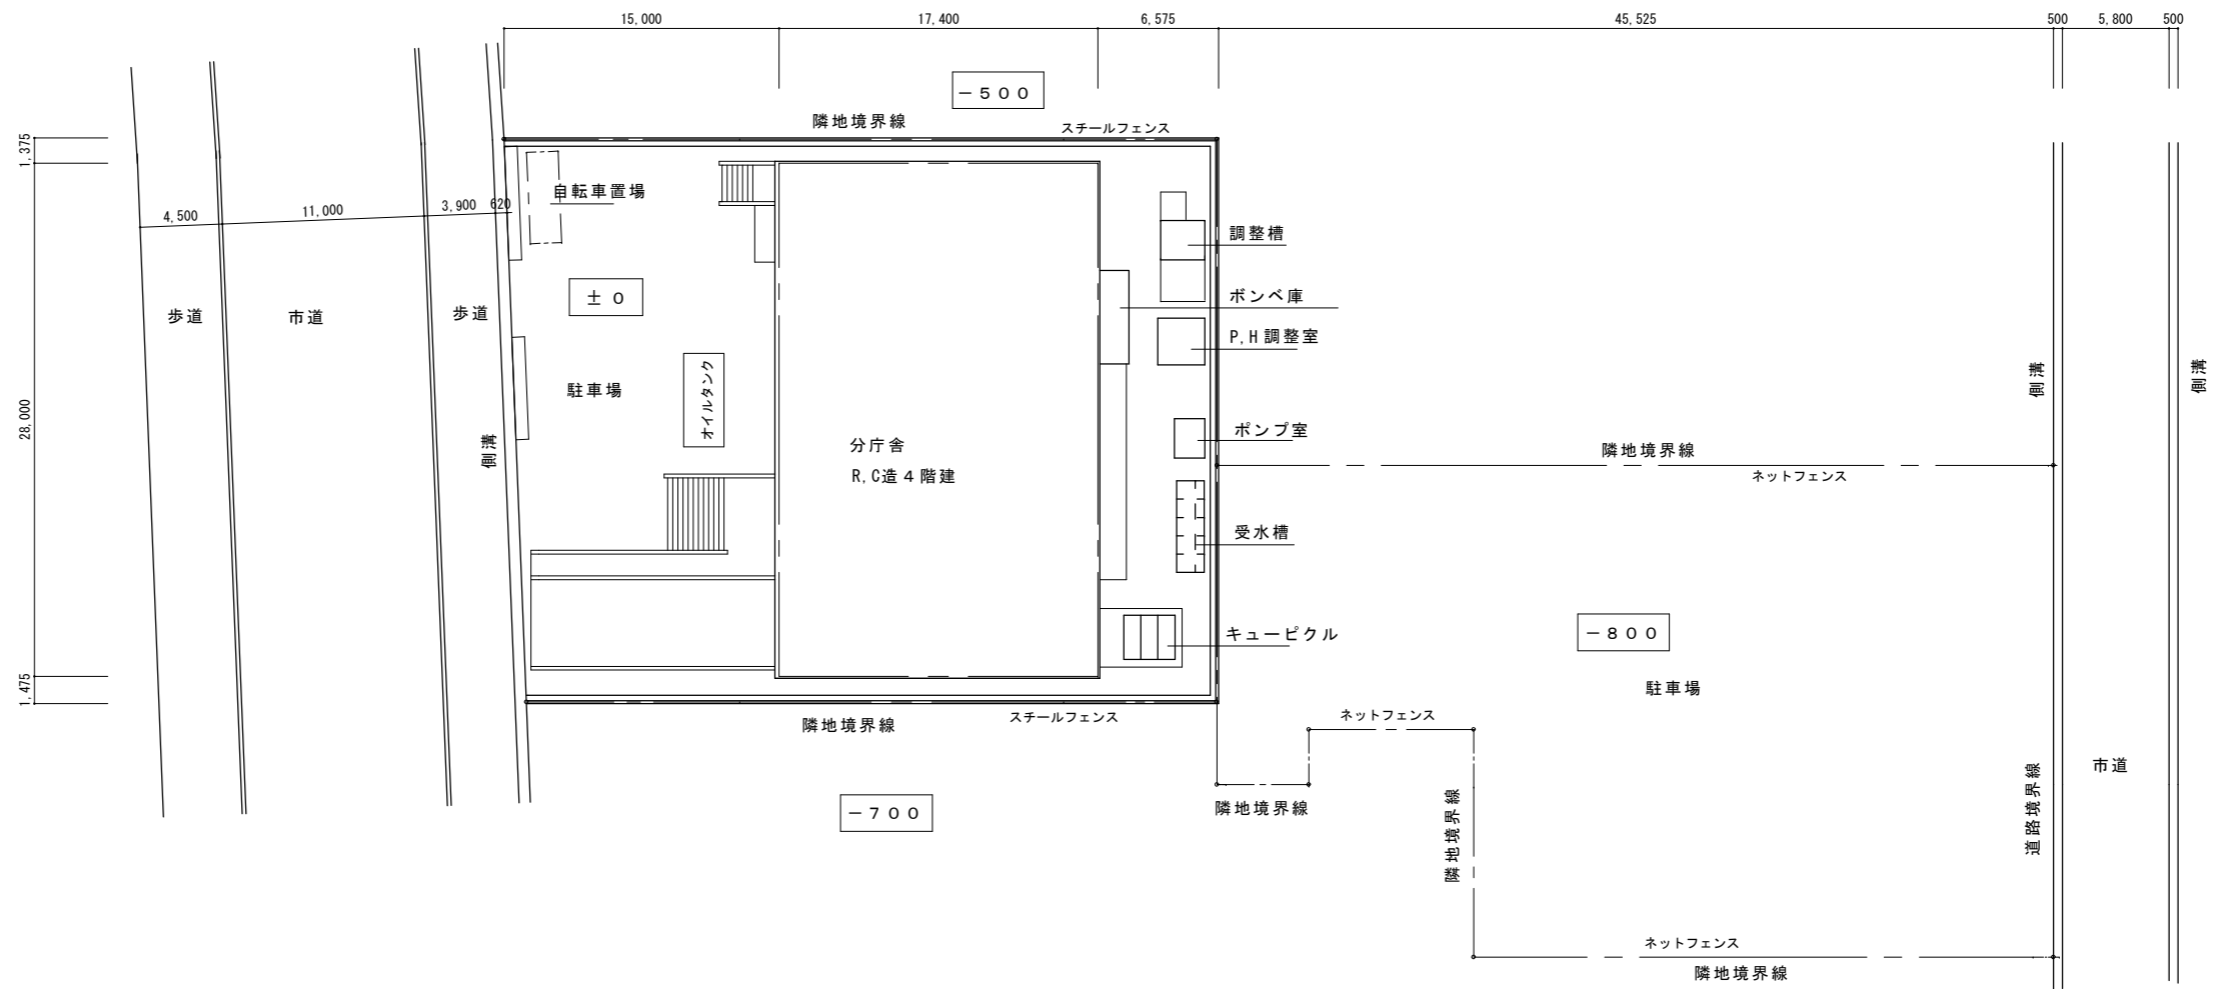 15,000
17,400
6,575
45,525
500
5,800
500
－５００
隣地境界線
スチールフェンス
1,375
28,000
1,475
4,500
11,000
3,900
620
自転車置場
調整槽
±０
ボンベ庫
歩道
市道
歩道
P,H調整室
駐車場
オイルタンク
側溝
側溝
側溝
分庁舎
R,C造４階建
ポンプ室
隣地境界線
ネットフェンス
受水槽
キュービクル
－８００
駐車場
隣地境界線
スチールフェンス
ネットフェンス
市道
－７００
隣地境界線
隣地境界線
道路境界線
ネットフェンス
隣地境界線